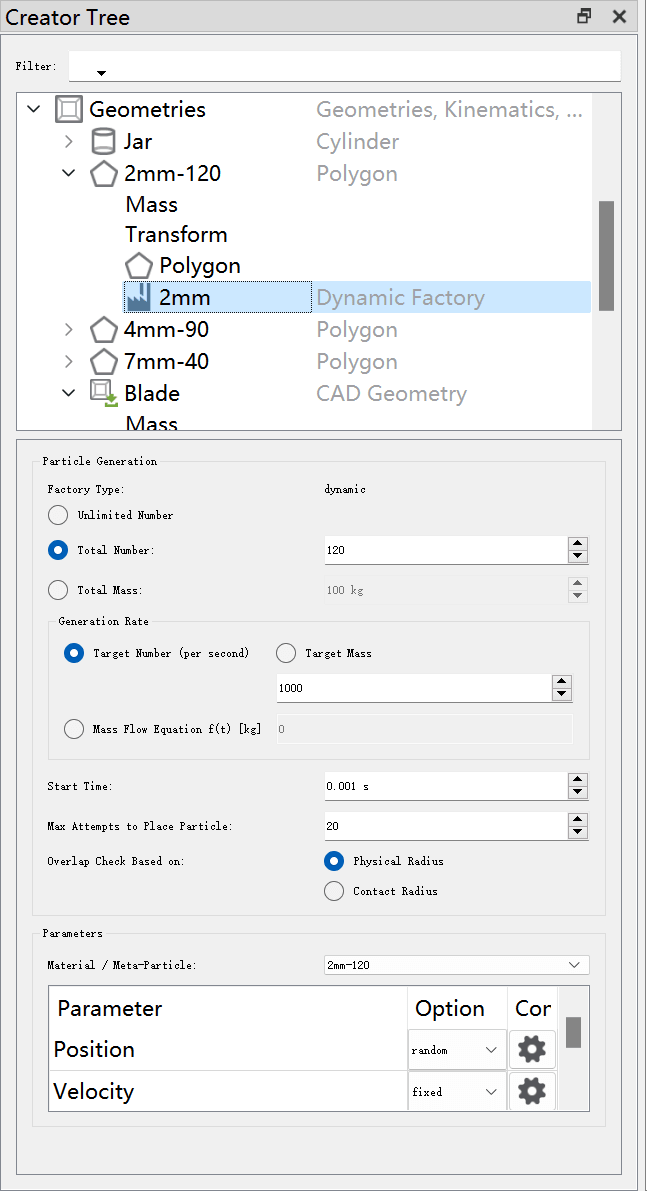 Creator Tree
Filter:
Geometries Geometries, Kinematics, ...
Jar Cylinder
2mm-120 Polygon
Mass
Transform
Polygon
2mm Dynamic Factory
4mm-90 Polygon
7mm-40 Polygon
Blade CAD Geometry
Mass
Particle Generation
Factory Type: dynamic
Unlimited Number
Total Number: 120
Total Mass: 100 kg
Generation Rate
Target Number (per second) Target Mass
1000
Mass Flow Equation f(t) [kg] 0
Start Time: 0.001 s
Max Attempts to Place Particle: 20
Overlap Check Based on: Physical Radius
Contact Radius
Parameters
Material / Meta-Particle: 2mm-120
Parameter Option Cor
Position random
Velocity fixed